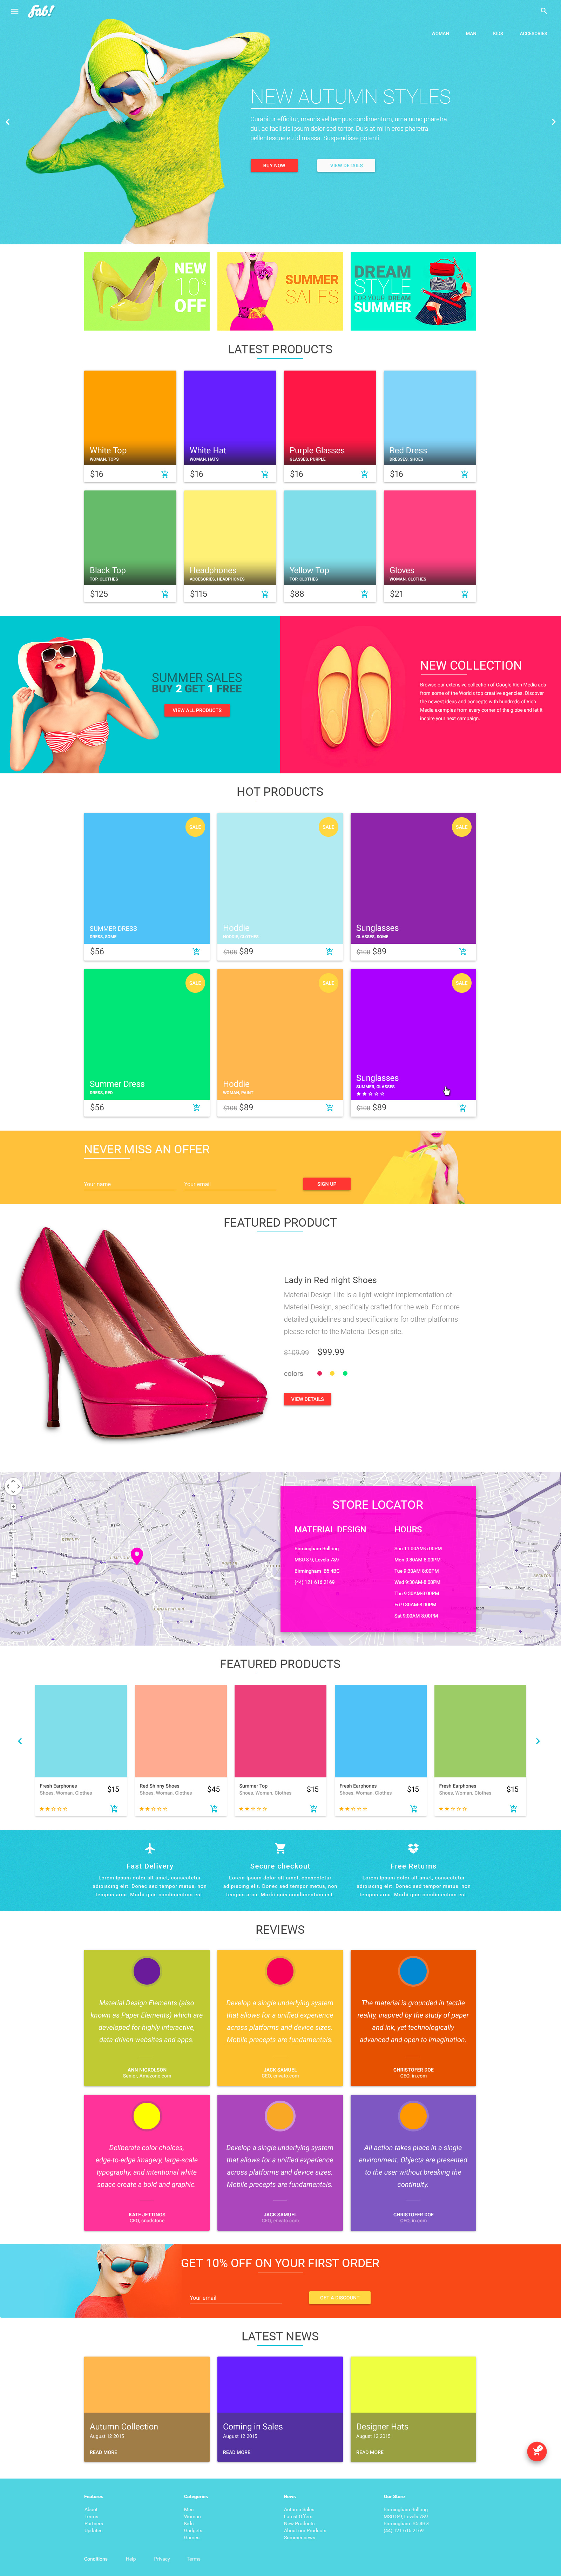 Fab!
WOMAN MAN KIDS ACCESORIES
NEW AUTUMN STYLES
Curabitur efficitur, mauris vel tempus condimentum, urna nunc pharetra
dui, ac facilisis ipsum dolor sed tortor. Duis at mi in eros pharetra
pellentesque eu id massa. Suspendisse potenti.
BUY NOW VIEW DETAILS
NEW
10%
OFF
SUMMER
SALES
DREAM
STYLE
FOR YOUR DREAM
SUMMER
LATEST PRODUCTS
White Top
WOMAN, TOPS
$16
White Hat
WOMAN, HATS
$16
Purple Glasses
GLASSES, PURPLE
$16
Red Dress
DRESSES, SHOES
$16
Black Top
TOP, CLOTHES
$125
Headphones
ACCESORIES, HEADPHONES
$115
Yellow Top
TOP, CLOTHES
$88
Gloves
WOMAN, CLOTHES
$21
SUMMER SALES
BUY 2 GET 1 FREE
VIEW ALL PRODUCTS
NEW COLLECTION
Browse our extensive collection of Google Rich Media ads
from some of the World's top creative agencies. Discover
the newest ideas and concepts with hundreds of Rich
Media examples from every corner of the globe and let it
inspire your next campaign.
HOT PRODUCTS
SALE
SUMMER DRESS
DRESS, SOME
$56
SALE
Hoddie
$108 $89
SALE
Sunglasses
GLASSES, SOME
$108 $89
SALE
Summer Dress
DRESS, RED
$56
SALE
Hoddie
WOMAN, HAIRY
$108 $89
SALE
Sunglasses
SUMMER, GLASSES
$108 $89
NEVER MISS AN OFFER
Your name Your email SIGN UP
FEATURED PRODUCT
Lady in Red night Shoes
Material Design Lite is a light-weight implementation of
Material Design, specifically crafted for the web. For more
detailed guidelines and specifications for other platforms
please refer to the Material Design site.
$109.99 $99.99
colors
VIEW DETAILS
STORE LOCATOR
MATERIAL DESIGN
Birmingham Bullring
MSU 8-9, Levels 7&9
Birmingham B5 4BG
(44) 121 616 2169
HOURS
Sun 11:00AM-5:00PM
Mon 9:30AM-8:00PM
Tue 9:30AM-8:00PM
Wed 9:30AM-8:00PM
Thu 9:30AM-8:00PM
Fri 9:30AM-8:00PM
Sat 9:00AM-8:00PM
FEATURED PRODUCTS
Fresh Earphones
Shoes, Woman, Clothes
$15
Red Shinny Shoes
Shoes, Woman, Clothes
$45
Summer Top
Shoes, Woman, Clothes
$15
Fresh Earphones
Shoes, Woman, Clothes
$15
Fresh Earphones
Shoes, Woman, Clothes
$15
Fast Delivery
Lorem ipsum dolor sit amet, consectetur
adipiscing elit. Donec sed tempor metus, non
tempus arcu. Morbi quis condimentum est.
Secure checkout
Lorem ipsum dolor sit amet, consectetur
adipiscing elit. Donec sed tempor metus, non
tempus arcu. Morbi quis condimentum est.
Free Returns
Lorem ipsum dolor sit amet, consectetur
adipiscing elit. Donec sed tempor metus, non
tempus arcu. Morbi quis condimentum est.
REVIEWS
Material Design Elements (also
known as Paper Elements) which are
developed for highly interactive,
data-driven websites and apps.
ANN NICKOLSON
Senior, Amazone.com
Develop a single underlying system
that allows for a unified experience
across platforms and device sizes.
Mobile precepts are fundamentals,
JACK SAMUEL
CEO, envato.com
The material is grounded in tactile
reality, inspired by the study of paper
and ink, yet technologically
advanced and open to imagination.
CHRISTOFER DOE
CEO, in.com
Deliberate color choices,
edge-to-edge imagery, large-scale
typography, and intentional white
space create a bold and graphic.
KATE JETTINGS
CEO, snaelstone
Develop a single underlying system
that allows for a unified experience
across platforms and device sizes.
Mobile precepts are fundamentals.
JACK SAMUEL
CEO, envato.com
All action takes place in a single
environment. Objects are presented
to the user without breaking the
continuity.
CHRISTOFER DOE
CEO, in.com
GET 10% OFF ON YOUR FIRST ORDER
Your email GET A DISCOUNT
LATEST NEWS
Autumn Collection
August 12 2015
READ MORE
Coming in Sales
August 12 2015
READ MORE
Designer Hats
August 12 2015
READ MORE
Features
About
Terms
Partners
Updates
Categories
Men
Woman
Kids
Gadgets
Games
News
Autumn Salea
Latest Offers
New Products
About our Products
Summer news
Our Store
Birmingham Bullring
MSU 8-9, Levels 7&9
Birmingham B5 4BG
(44) 121 616 2169
Conditions Help Privacy Terms